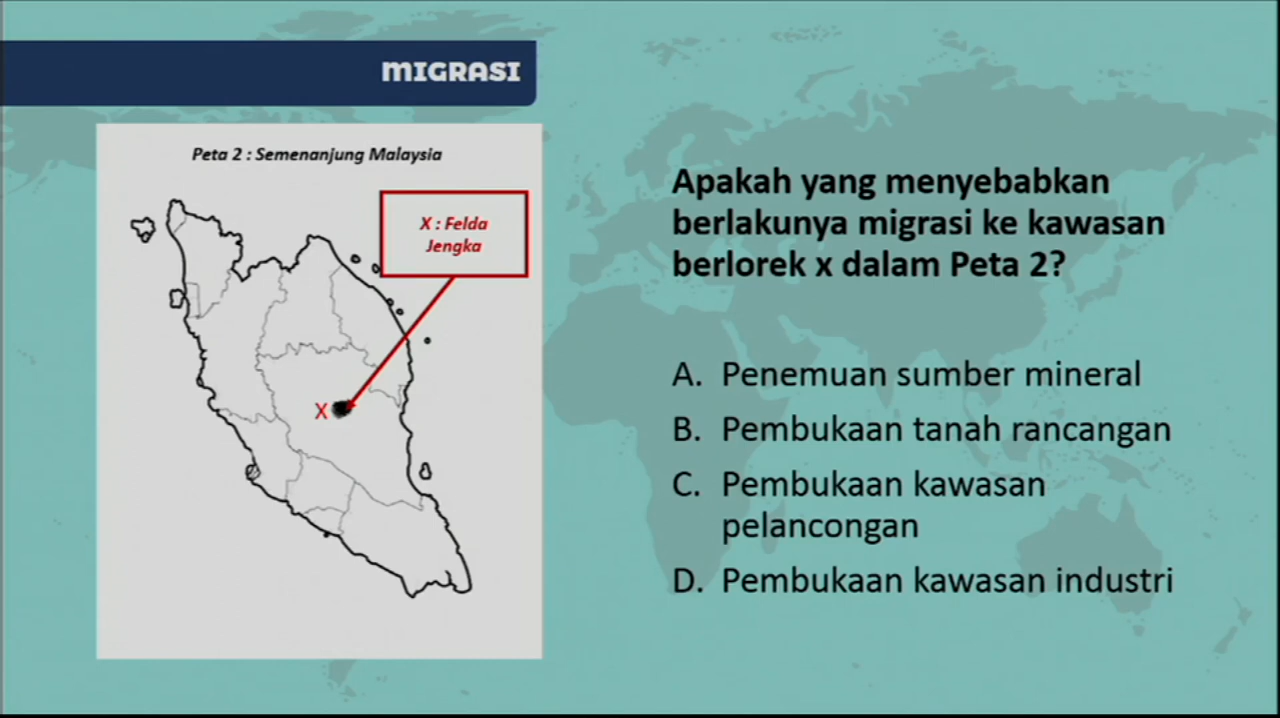 MIGRASI
Peta 2 : Semenanjung Malaysia
X : Felda
Jengka
X
Apakah yang menyebabkan
berlakunya migrasi ke kawasan
berlorek x dalam Peta 2?
A. Penemuan sumber mineral
B. Pembukaan tanah rancangan
C. Pembukaan kawasan
pelancongan
D. Pembukaan kawasan industri